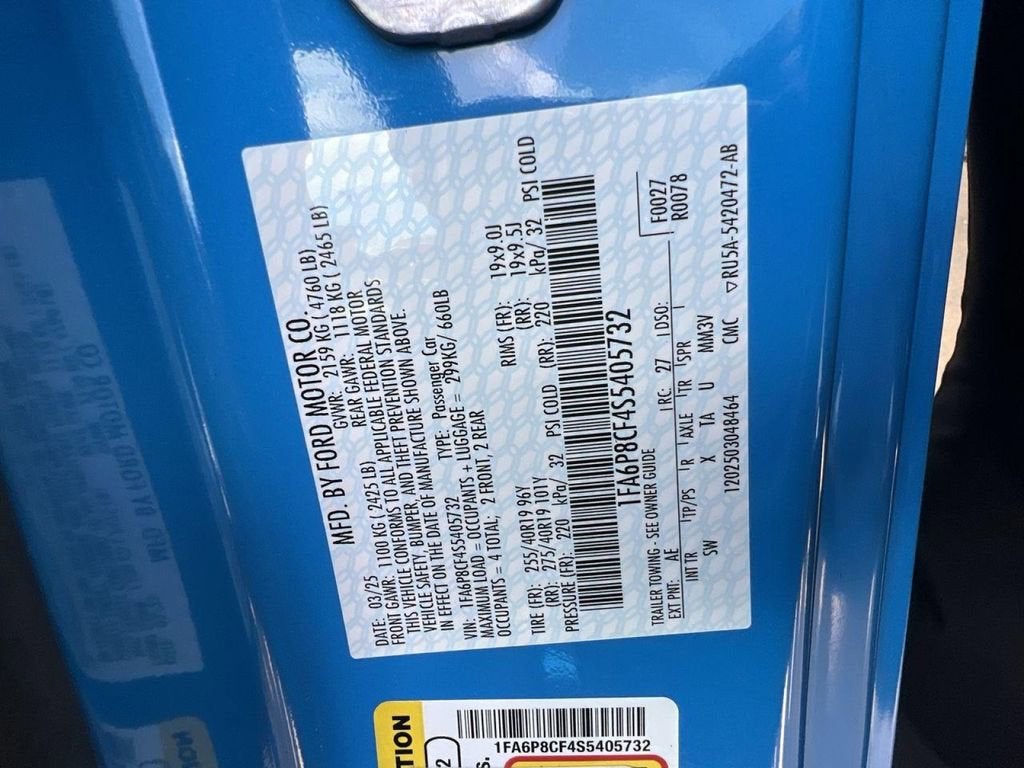 MFD. BY FORD MOTOR CO.
DATE: 03/25 GVWR: 2159 KG ( 4760 LB)
FRONT GAWR: 1100 KG ( 2425 LB) REAR GAWR: 1118 KG ( 2465 LB)
THIS VEHICLE CONFORMS TO ALL APPLICABLE FEDERAL MOTOR
VEHICLE SAFETY, BUMPER, AND THEFT PREVENTION STANDARDS
IN EFFECT ON THE DATE OF MANUFACTURE SHOWN ABOVE.
VIN: 1FA6P8CF4S5405732 TYPE: Passenger Car
MAXIMUM LOAD = OCCUPANTS + LUGGAGE = 299KG/ 660LB
OCCUPANTS = 4 TOTAL; 2 FRONT, 2 REAR
TIRE (FR): 255/40R19 96Y RIMS (FR): 19x9.0J
(RR): 275/40R19 101Y (RR): 19x9.5J
PRESSURE (FR): 220 kPa/ 32 PSI COLD (RR): 220 kPa/ 32 PSI COLD
1FA6P8CF4S5405732
F0027
TRAILER TOWING - SEE OWNER GUIDE R0078
EXT PNT: AE RC: 27 DSO:
INT TR TP/PS R AXLE TR SPR
SW X TA U MM3V
1202503048464 CMC ▽RU5A-5420472-AB
TION
1FA6P8CF4S5405732